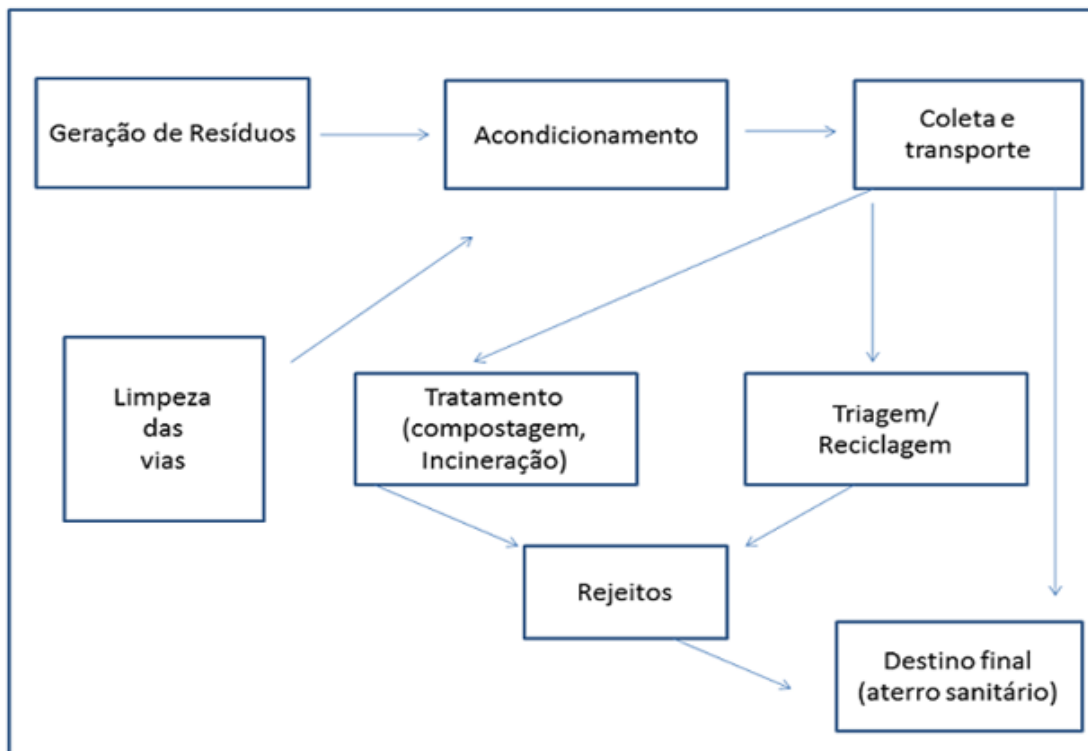 Geração de Resíduos
Acondicionamento
Coleta e
transporte
Limpeza
das
vias
Tratamento
(compostagem,
Incineração)
Triagem/
Reciclagem
Rejeitos
Destino final
(aterro sanitário)